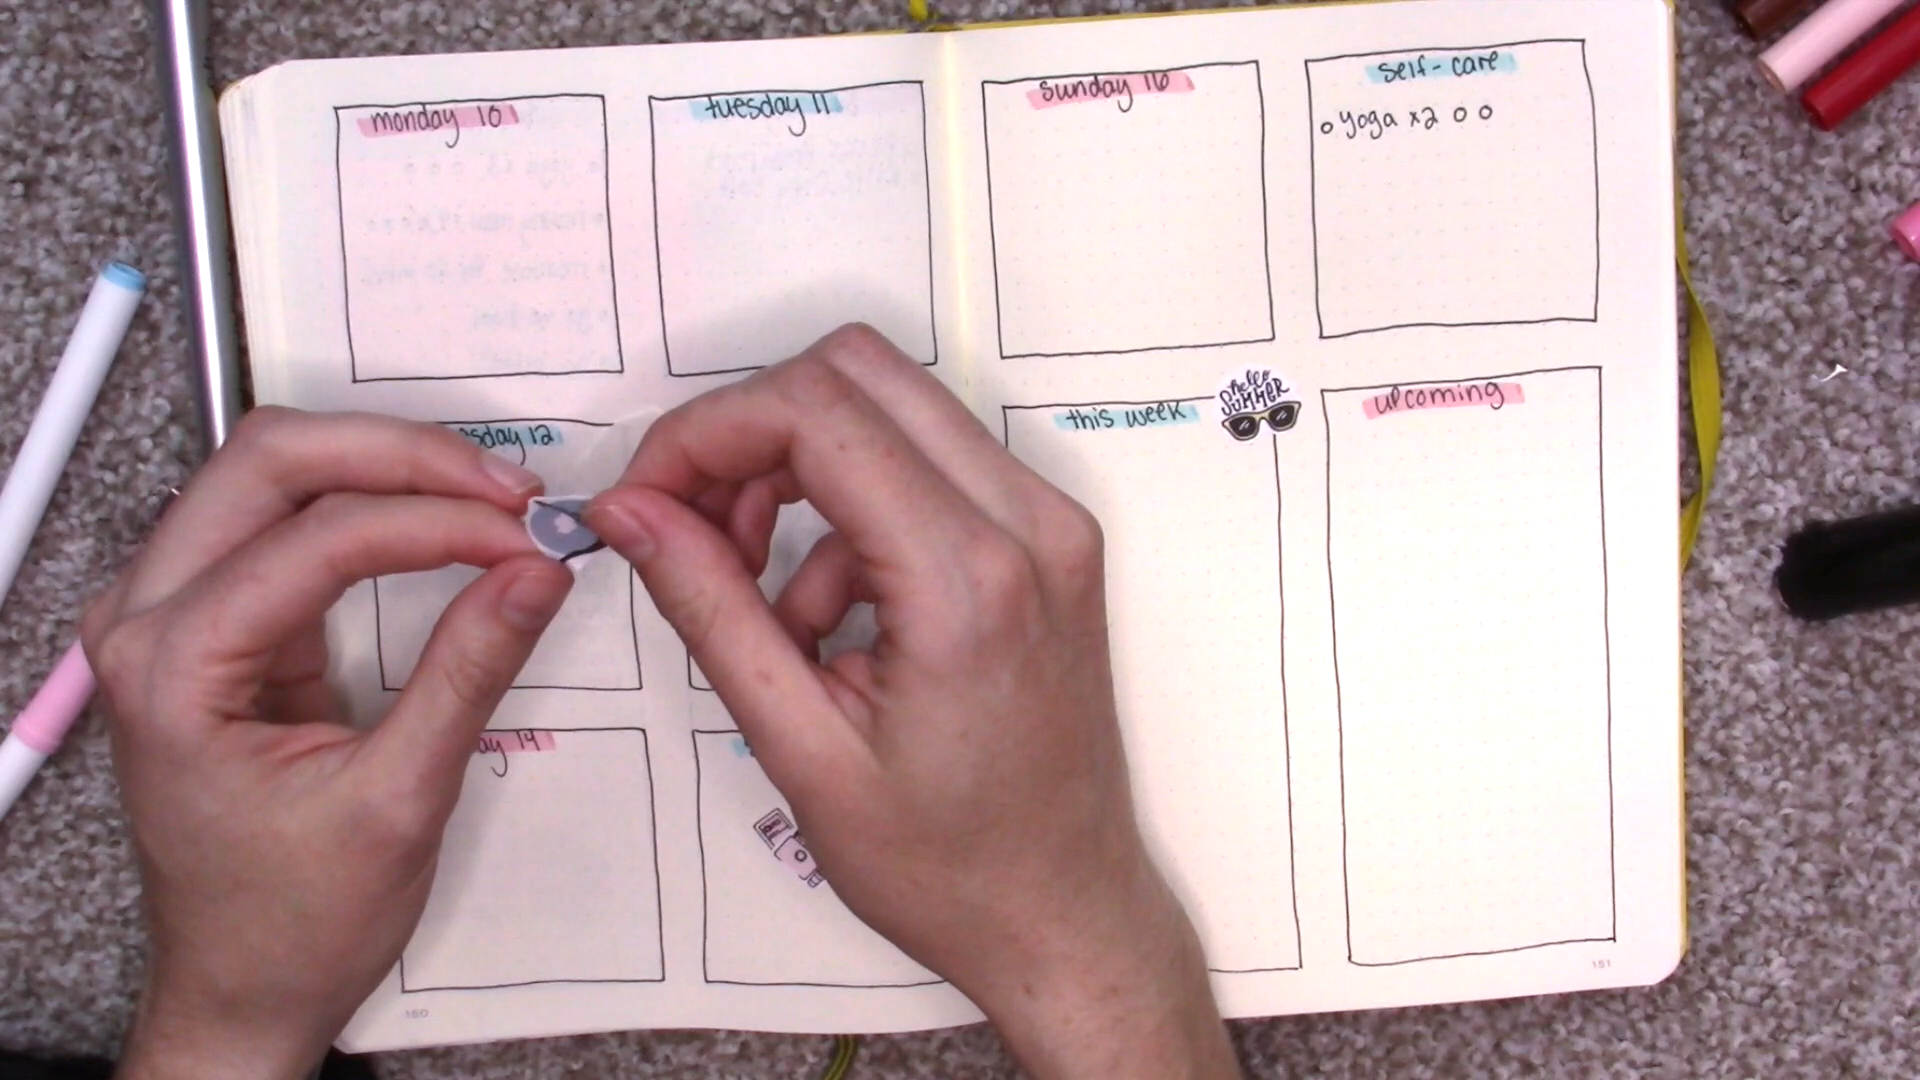 monday 10
tuesday 11
sunday 16
self-care
o yoga x2 o o
sday 12
this week
hello
SUMMER
upcoming
ay 14
150
151